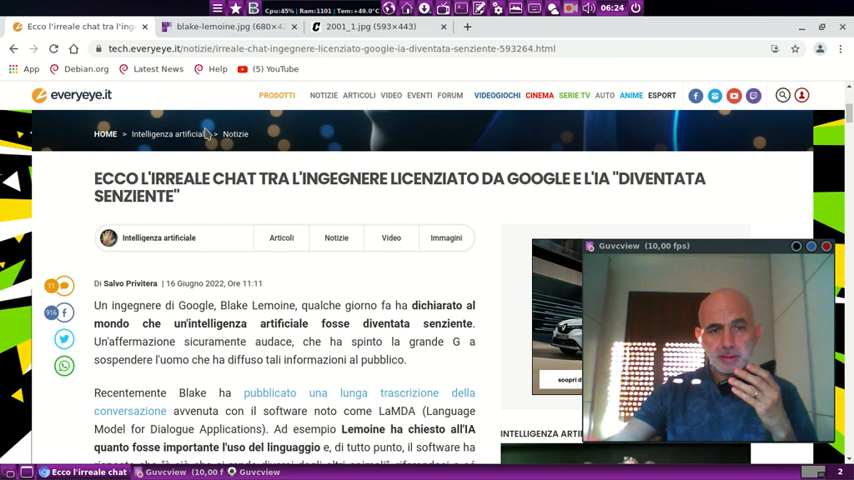 Cpu:45% | Ram:1101 | Tem:+49.0°C
06:24
Ecco l'irreale chat tra l'ing
blake-lemoine.jpg (680×4
2001_1.jpg (593×443)
tech.everyeye.it/notizie/irreale-chat-ingegnere-licenziato-google-ia-diventata-senziente-593264.html
App
Debian.org
Latest News
Help
(5) YouTube
everyeye.it
PRODOTTI NOTIZIE ARTICOLI VIDEO EVENTI FORUM VIDEOGIOCHI CINEMA SERIE TV AUTO ANIME ESPORT
HOME > Intelligenza artificiale > Notizie
ECCO L'IRREALE CHAT TRA L'INGEGNERE LICENZIATO DA GOOGLE E L'IA "DIVENTATA
SENZIENTE"
Intelligenza artificiale
Articoli
Notizie
Video
Immagini
Guvcview (10,00 fps)
11
916
Di Salvo Privitera | 16 Giugno 2022, Ore 11:11
Un ingegnere di Google, Blake Lemoine, qualche giorno fa ha dichiarato al
mondo che un'intelligenza artificiale fosse diventata senziente.
Un'affermazione sicuramente audace, che ha spinto la grande G a
sospendere l'uomo che ha diffuso tali informazioni al pubblico.
scopri d
Recentemente Blake ha pubblicato una lunga trascrizione della
conversazione avvenuta con il software noto come LaMDA (Language
Model for Dialogue Applications). Ad esempio Lemoine ha chiesto all'IA
quanto fosse importante l'uso del linguaggio e, di tutto punto, il software ha
INTELLIGENZA ARTIF
Ecco l'irreale chat
Guvcview (10,00 f
Guvcview
2